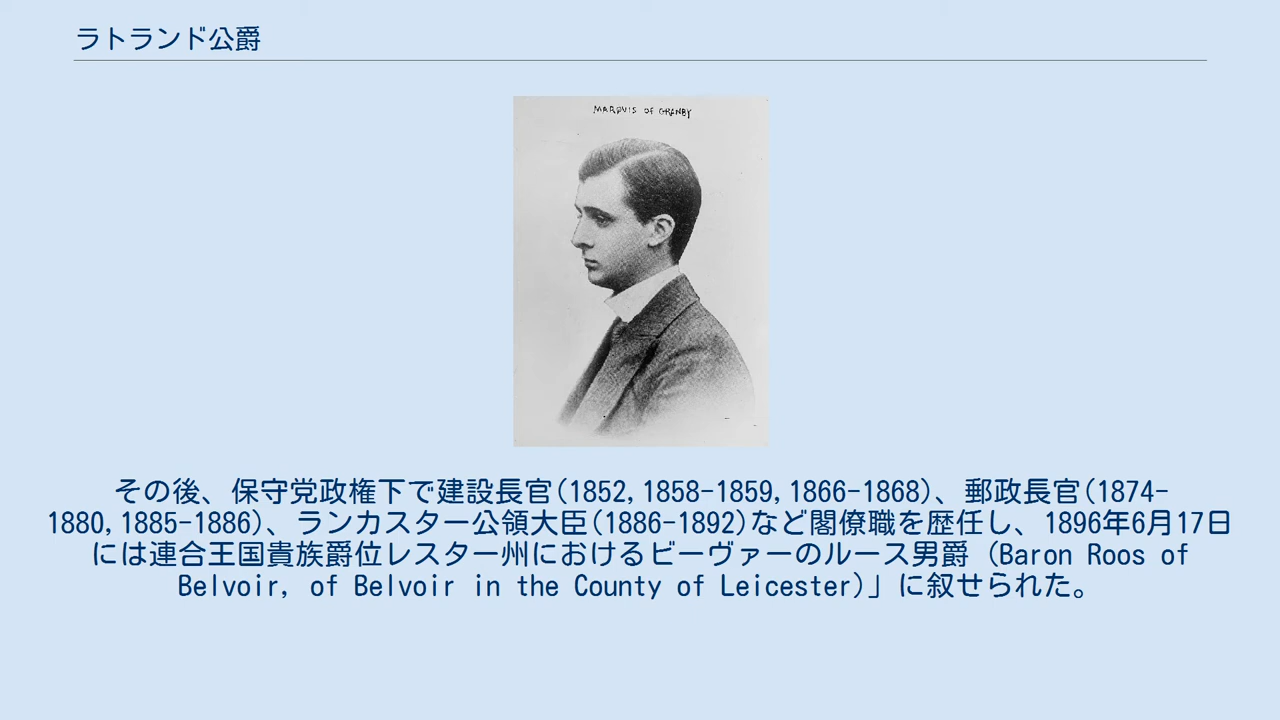 ラトランド公爵
MARQUIS OF GRANBY
その後、保守党政権下で建設長官(1852,1858-1859,1866-1868)、郵政長官(1874-
1880,1885-1886)、ランカスター公領大臣(1886-1892)など閣僚職を歴任し、1896年6月17日
には連合王国貴族爵位レスター州におけるビーヴァーのルース男爵 (Baron Roos of
Belvoir, of Belvoir in the County of Leicester)」に叙せられた。